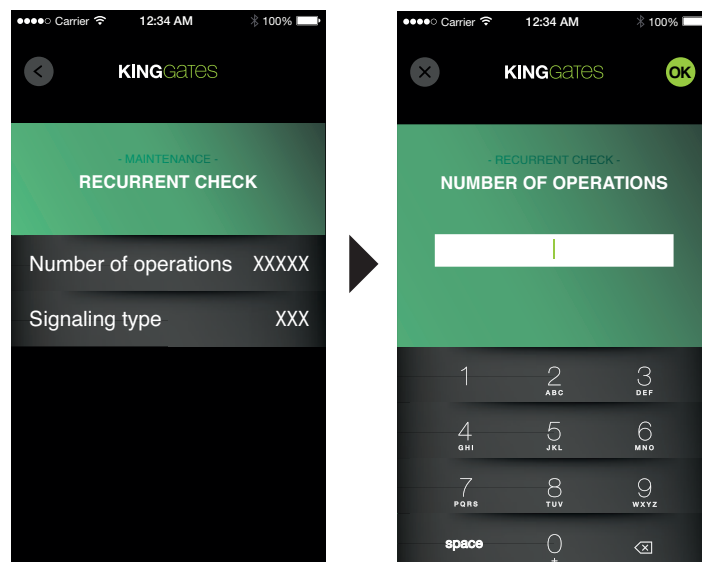 Carrier 12:34 AM 100%
KINGGATES
- MAINTENANCE -
RECURRENT CHECK
Number of operations XXXXX
Signaling type XXX
Carrier 12:34 AM 100%
KINGGATES OK
- RECURRENT CHECK -
NUMBER OF OPERATIONS
1 2 3
ABC DEF
4 5 6
GHI JKL MNO
7 8 9
PQRS TUV WXYZ
space 0
+